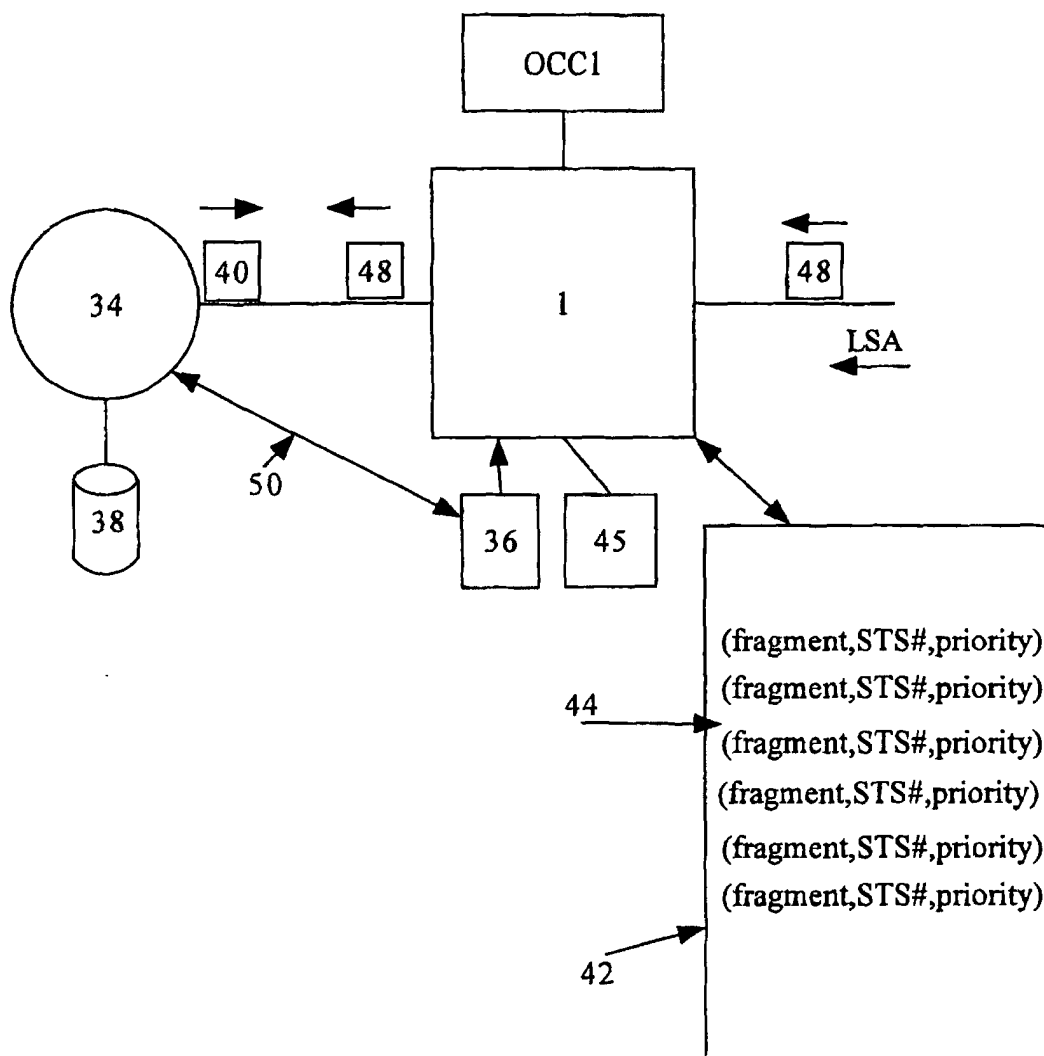 OCC1
40
48
48
34
1
LSA
50
38
36
45
(fragment,STS#,priority)
(fragment,STS#,priority)
44
(fragment,STS#,priority)
(fragment,STS#,priority)
(fragment,STS#,priority)
(fragment,STS#,priority)
42